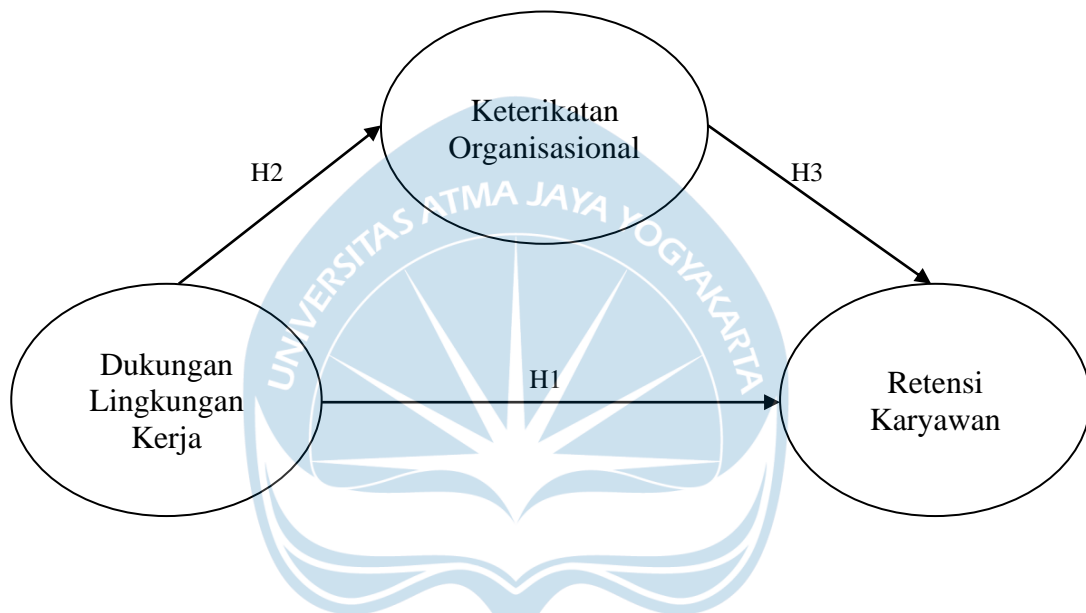 Keterikatan
Organisasional
H2
H3
UNIVERSITAS ATMA JAYA YOGYAKARTA
Dukungan
Lingkungan
Kerja
H1
Retensi
Karyawan